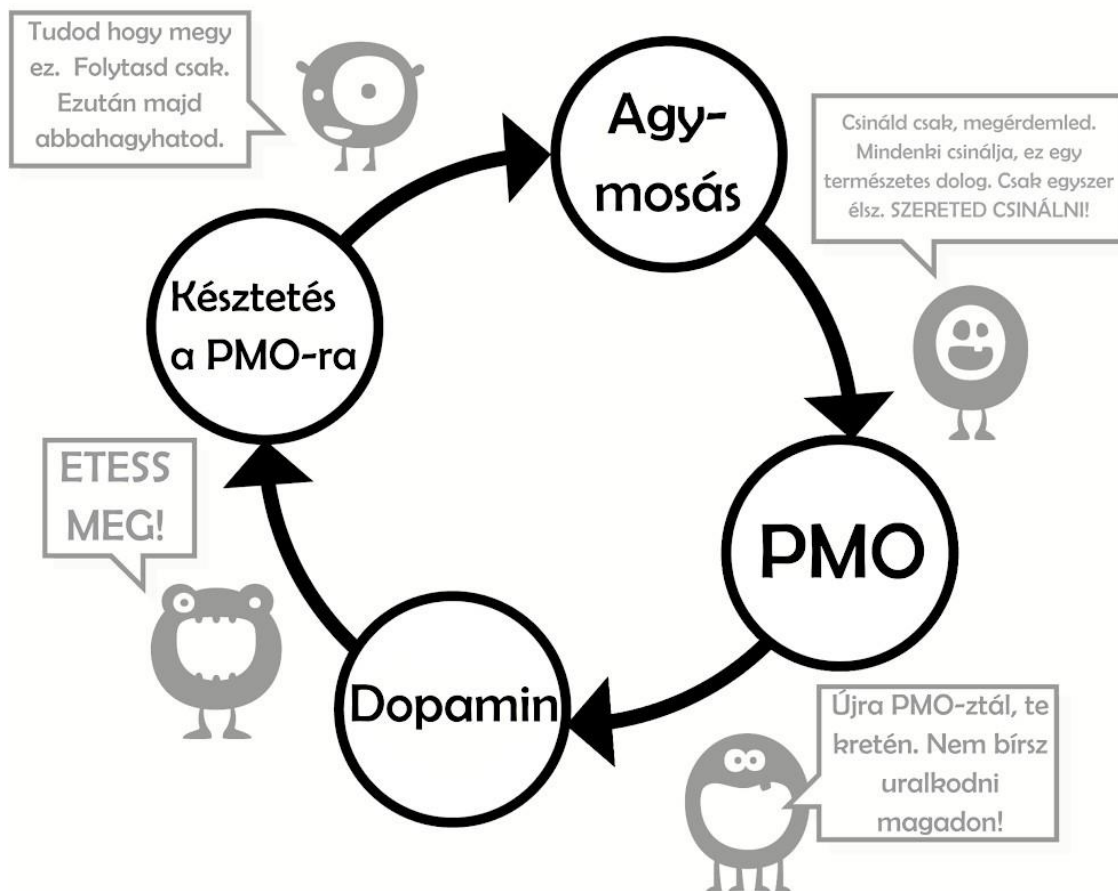 Tudod hogy megy
ez. Folytasd csak.
Ezután majd
abbahagyhatod.
Agy-
mosás
Csináld csak, megérdemled.
Mindenki csinálja, ez egy
természetes dolog. Csak egyszer
élsz. SZERETED CSINÁLNI!
Késztetés
a PMO-ra
ETESS
MEG!
PMO
Dopamin
Újra PMO-ztál, te
kretén. Nem bírsz
uralkodni
magadon!